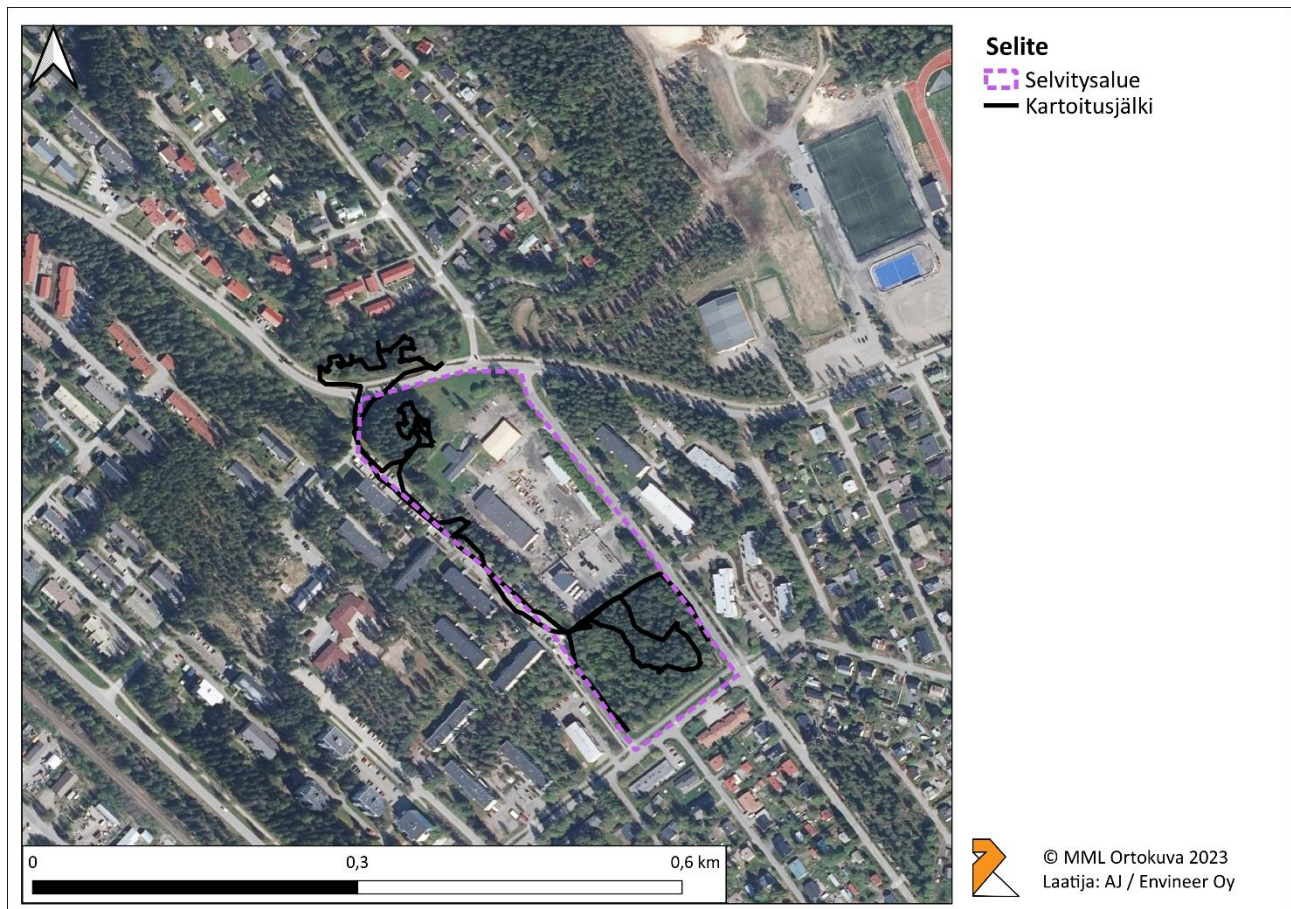 Selite
Selvitysalue
Kartoitusjälki
0 0,3 0,6 km
© MML Ortokuva 2023
Laatija: AJ / Envineer Oy